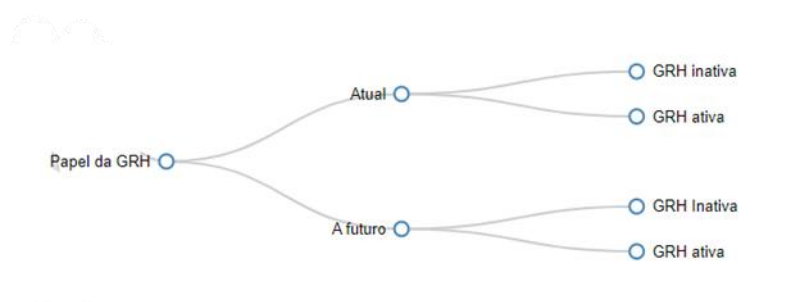 Papel da GRH
Atual
GRH inativa
GRH ativa
A futuro
GRH Inativa
GRH ativa